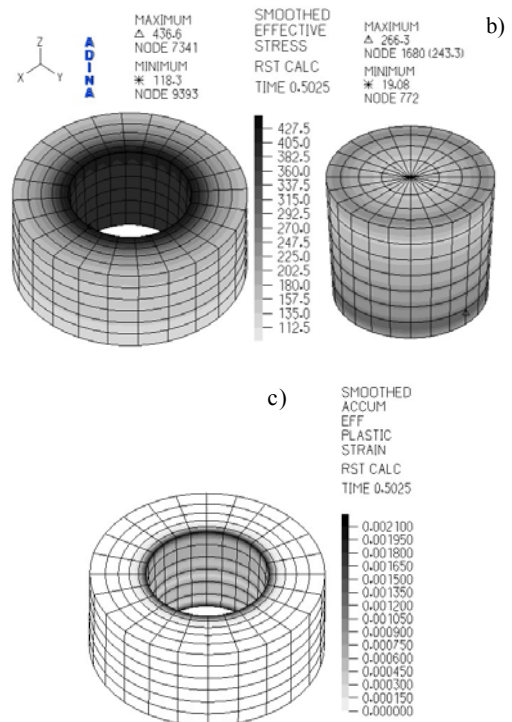 MAXIMUM
△ 436.6
NODE 7341
MINIMUM
* 118.3
NODE 9393
Z
X
Y
ADINA
SMOOTHED
EFFECTIVE
STRESS
RST CALC
TIME 0.5025
427.5
405.0
382.5
360.0
337.5
315.0
292.5
270.0
247.5
225.0
202.5
180.0
157.5
135.0
112.5
b)
MAXIMUM
△ 266.3
NODE 1680 (243.3)
MINIMUM
* 19.08
NODE 772
c)
SMOOTHED
ACCUM
EFF
PLASTIC
STRAIN
RST CALC
TIME 0.5025
0.002100
0.001950
0.001800
0.001650
0.001500
0.001350
0.001200
0.001050
0.000900
0.000750
0.000600
0.000450
0.000300
0.000150
0.000000